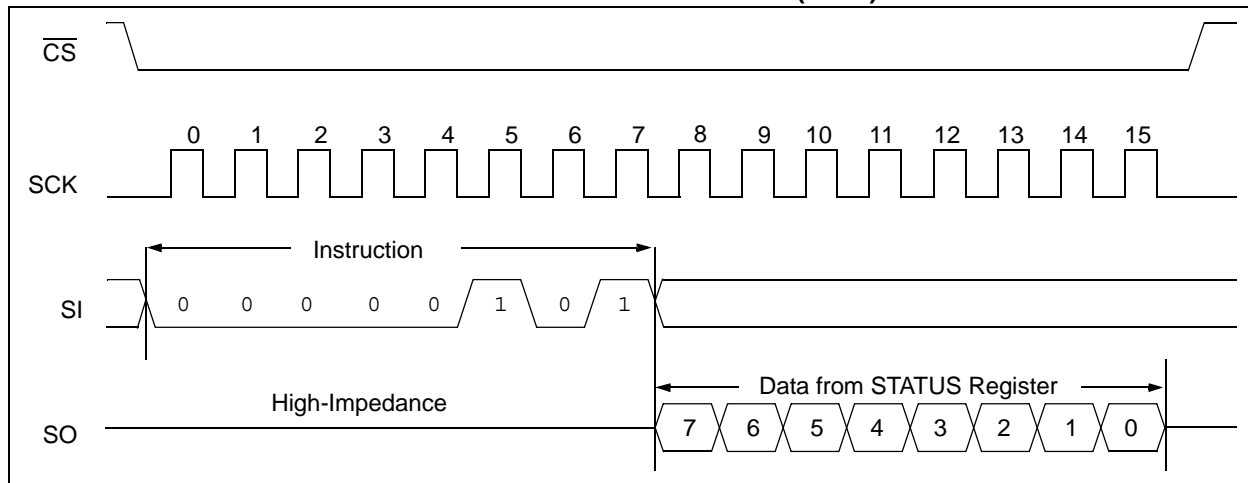 CS
0 1 2 3 4 5 6 7 8 9 10 11 12 13 14 15
SCK
Instruction
SI 0 0 0 0 0 1 0 1
Data from STATUS Register
High-Impedance
SO 7 6 5 4 3 2 1 0